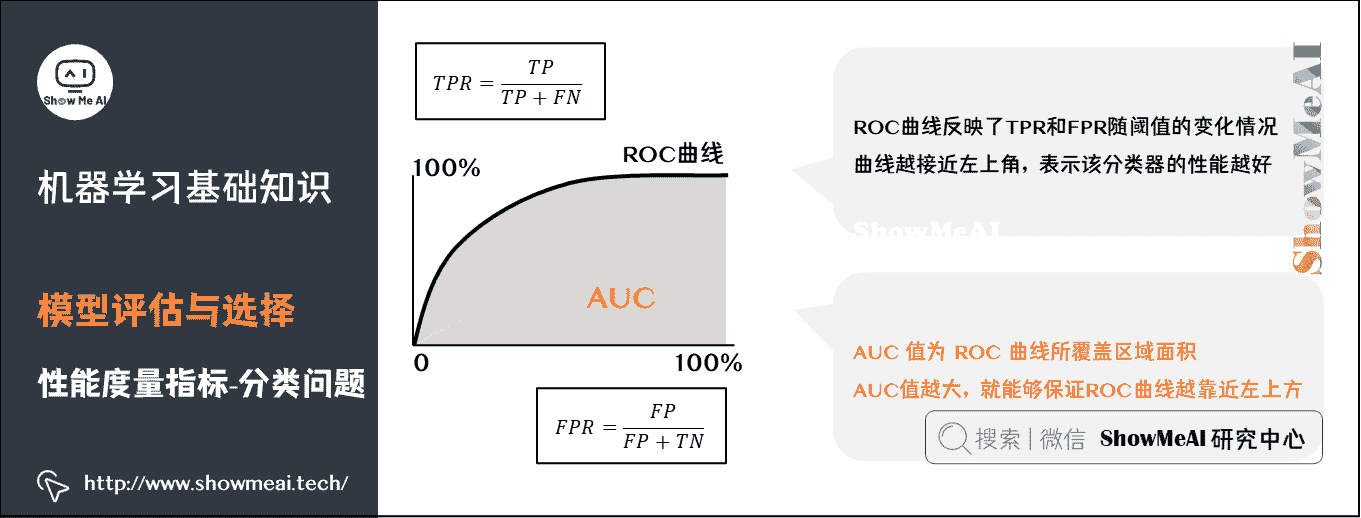 Show Me AI
机器学习基础知识
模型评估与选择
性能度量指标-分类问题
http://www.showmeai.tech/
TPR = TP / (TP + FN)
100%
ROC曲线
AUC
0
100%
FPR = FP / (FP + TN)
ROC曲线反映了TPR和FPR随阈值的变化情况
曲线越接近左上角，表示该分类器的性能越好
ShowMeAI
ShowMeAI
AUC 值为 ROC 曲线所覆盖区域面积
AUC值越大，就能够保证ROC曲线越靠近左上方
搜索 | 微信 ShowMeAI 研究中心